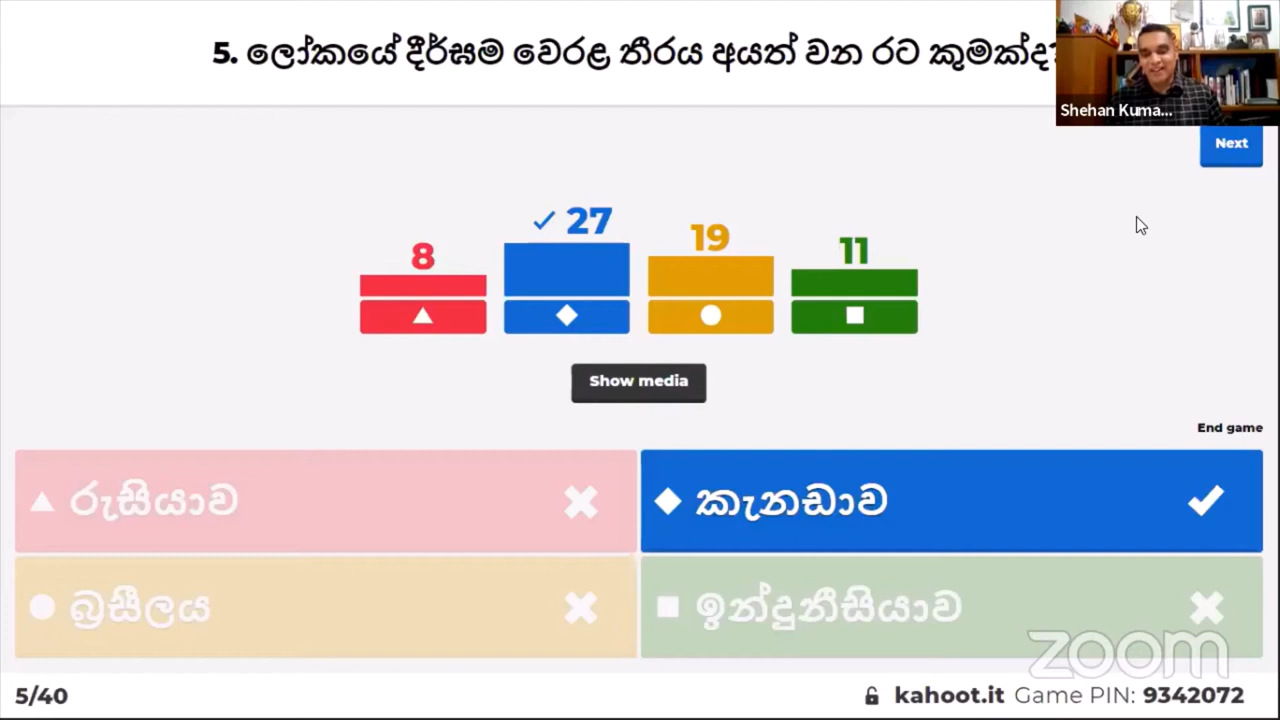 5. ලෝකයේ දීර්ඝම වෙරළ තීරය අයත් වන රට කුමක්ද?
Shehan Kuma...
Next
8
27
19
11
Show media
End game
රුසියාව
කැනඩාව
බ්‍රසීලය
ඉන්දුනීසියාව
zoom
5/40
kahoot.it Game PIN: 9342072